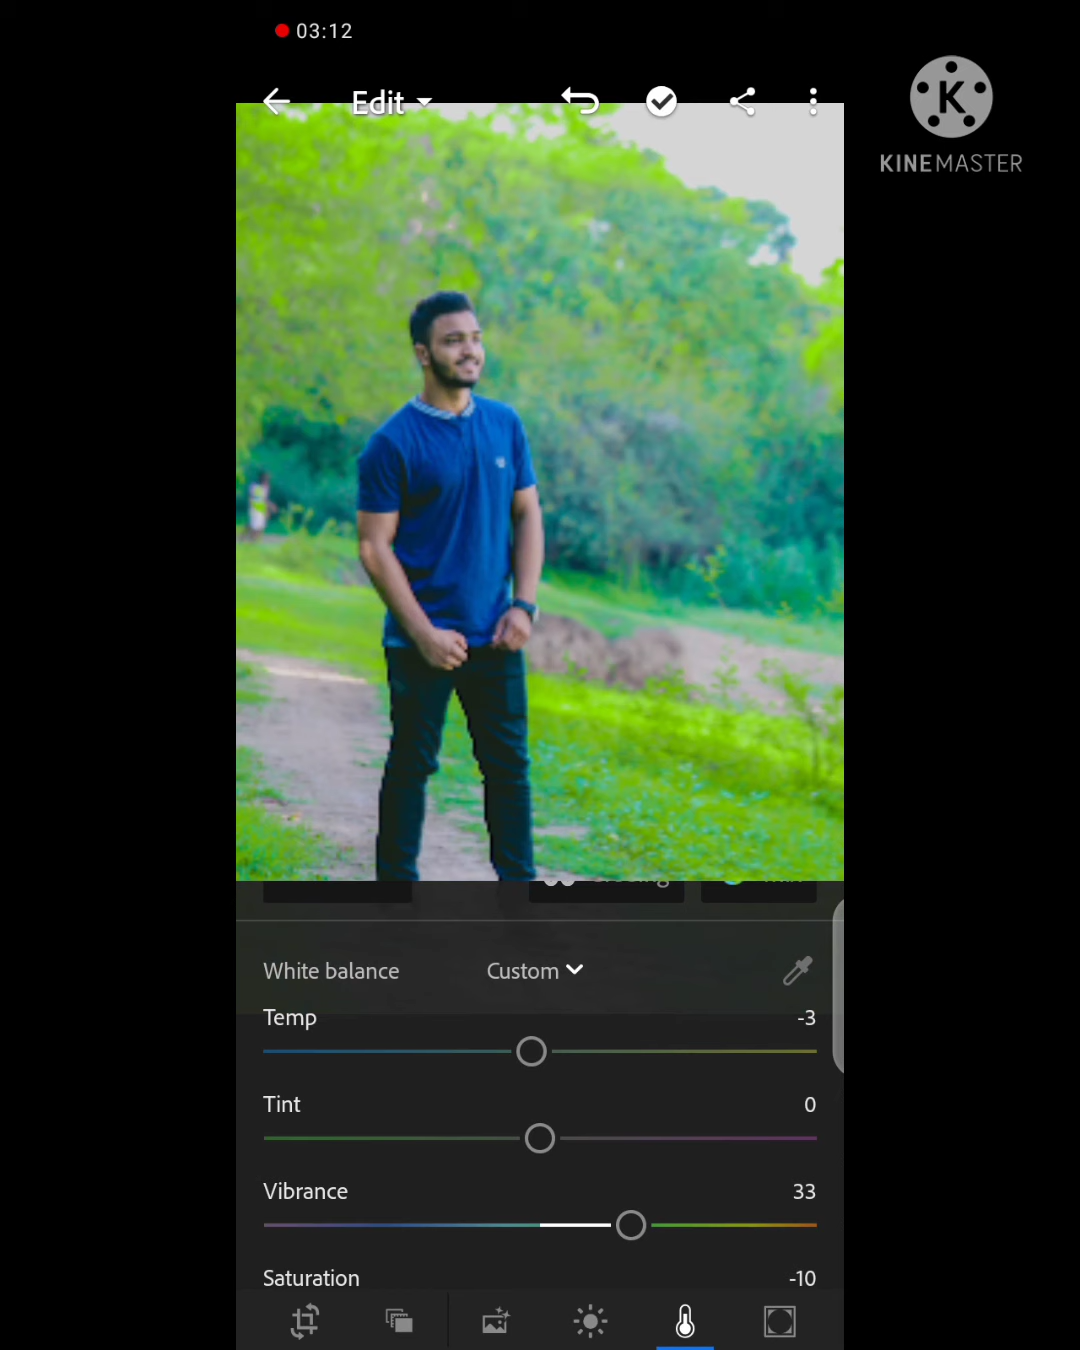 03:12
Edit
K
KINEMASTER
White balance Custom
Temp -3
Tint 0
Vibrance 33
Saturation -10